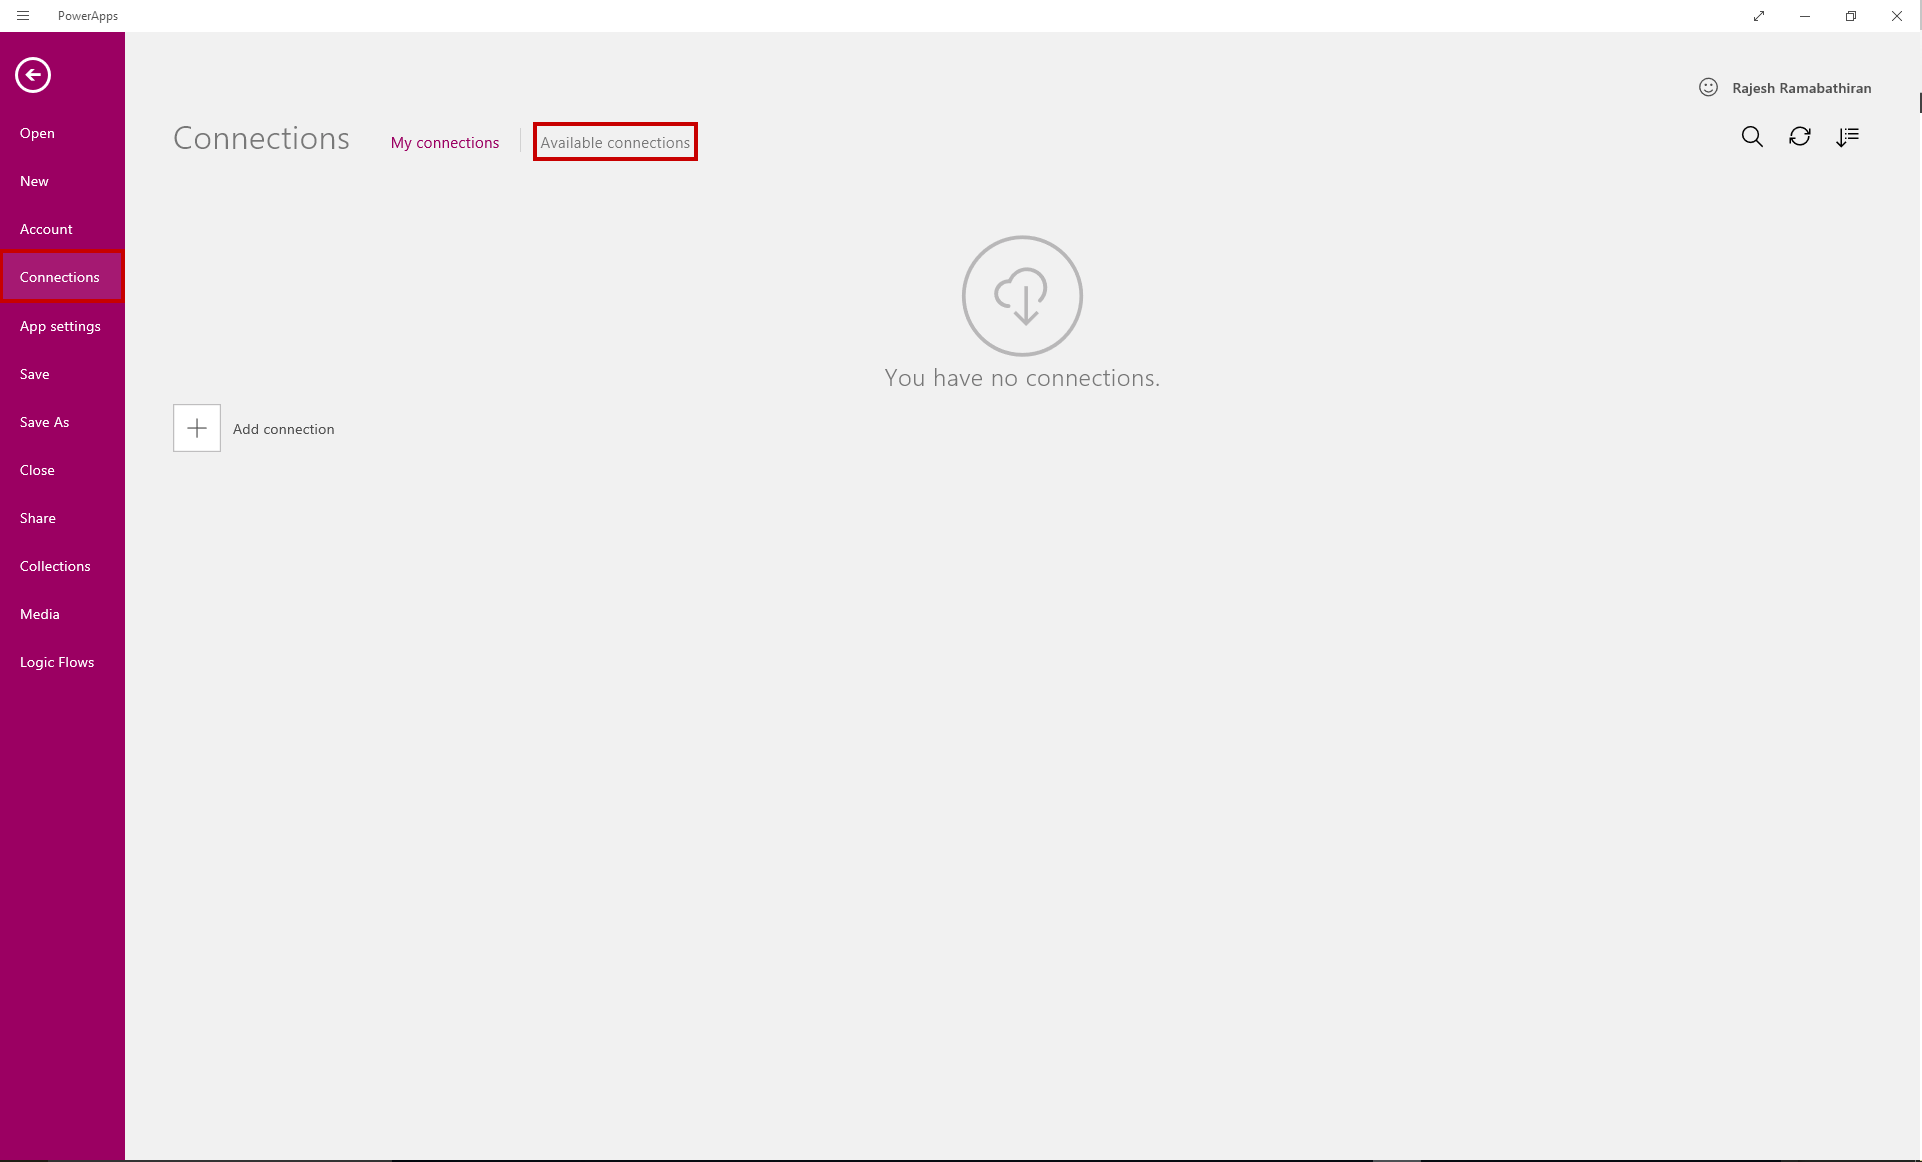 PowerApps
Rajesh Ramabathiran
Open
New
Account
Connections
App settings
Save
Save As
Close
Share
Collections
Media
Logic Flows
Connections
My connections
Available connections
You have no connections.
Add connection